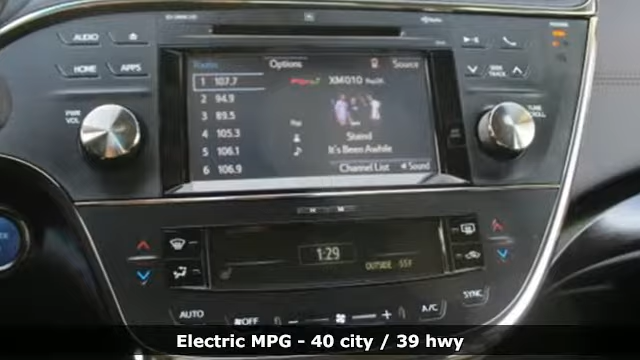 AUDIO
HOME
APPS
PWR
VOL
Options
Source
1 107.7
XM010
2 94.9
3 89.5
4 105.3
Staind
5 106.1
It's Been Awhile
6 106.9
Channel List
Sound
SEEK
TRACK
TUNE
SCROLL
1:29
OUTSIDE
AUTO
OFF
A/C
SYNC
Electric MPG - 40 city / 39 hwy